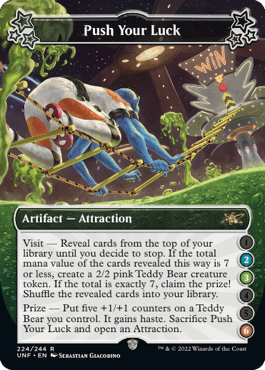 Push Your Luck
WIN
Artifact — Attraction
Visit — Reveal cards from the top of your
library until you decide to stop. If the total
mana value of the cards revealed this way is 7
or less, create a 2/2 pink Teddy Bear creature
token. If the total is exactly 7, claim the prize!
Shuffle the revealed cards into your library.
Prize — Put five +1/+1 counters on a Teddy
Bear you control. It gains haste. Sacrifice Push
Your Luck and open an Attraction.
1
2
3
4
5
6
224/244 R
UNF • EN SEBASTIAN GIACOBINO
™ & © 2022 Wizards of the Coast